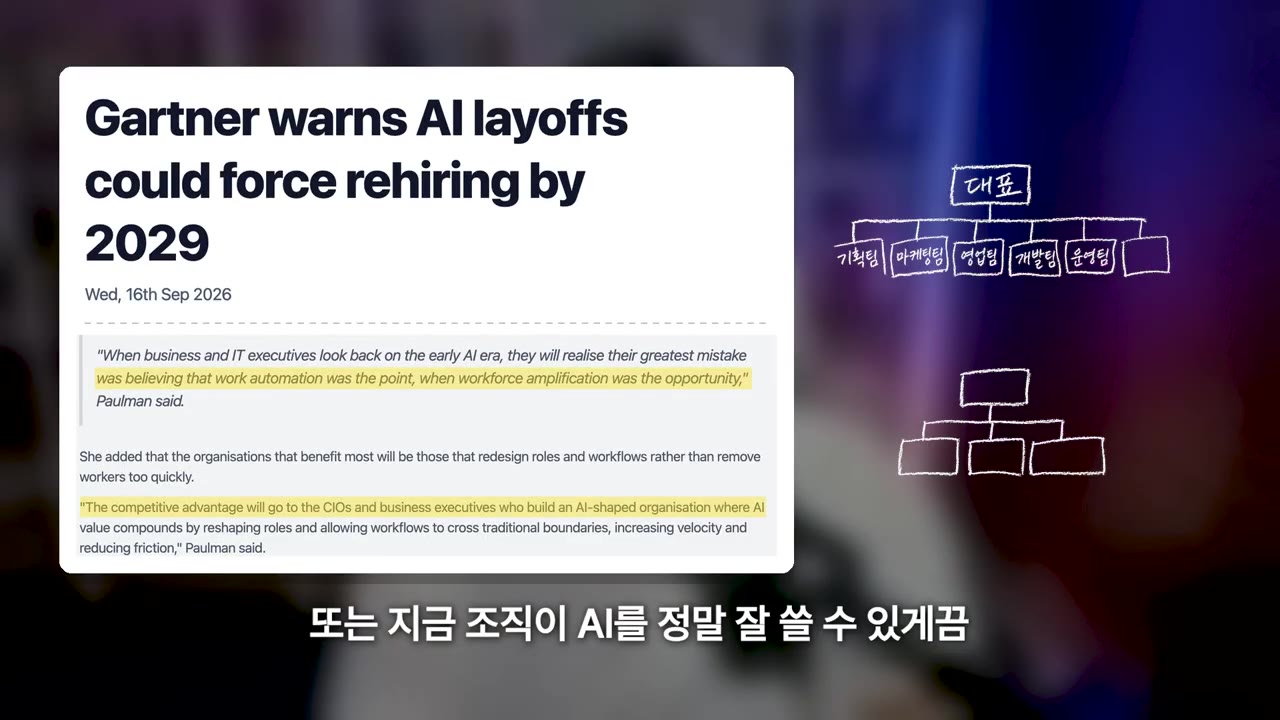 Gartner warns AI layoffs
could force rehiring by
2029
Wed, 16th Sep 2026
"When business and IT executives look back on the early AI era, they will realise their greatest mistake
was believing that work automation was the point, when workforce amplification was the opportunity,"
Paulman said.
She added that the organisations that benefit most will be those that redesign roles and workflows rather than remove
workers too quickly.
"The competitive advantage will go to the CIOs and business executives who build an AI-shaped organisation where AI
value compounds by reshaping roles and allowing workflows to cross traditional boundaries, increasing velocity and
reducing friction," Paulman said.
대표
기획팀 마케팅팀 영업팀 개발팀 운영팀
또는 지금 조직이 AI를 정말 잘 쓸 수 있게끔